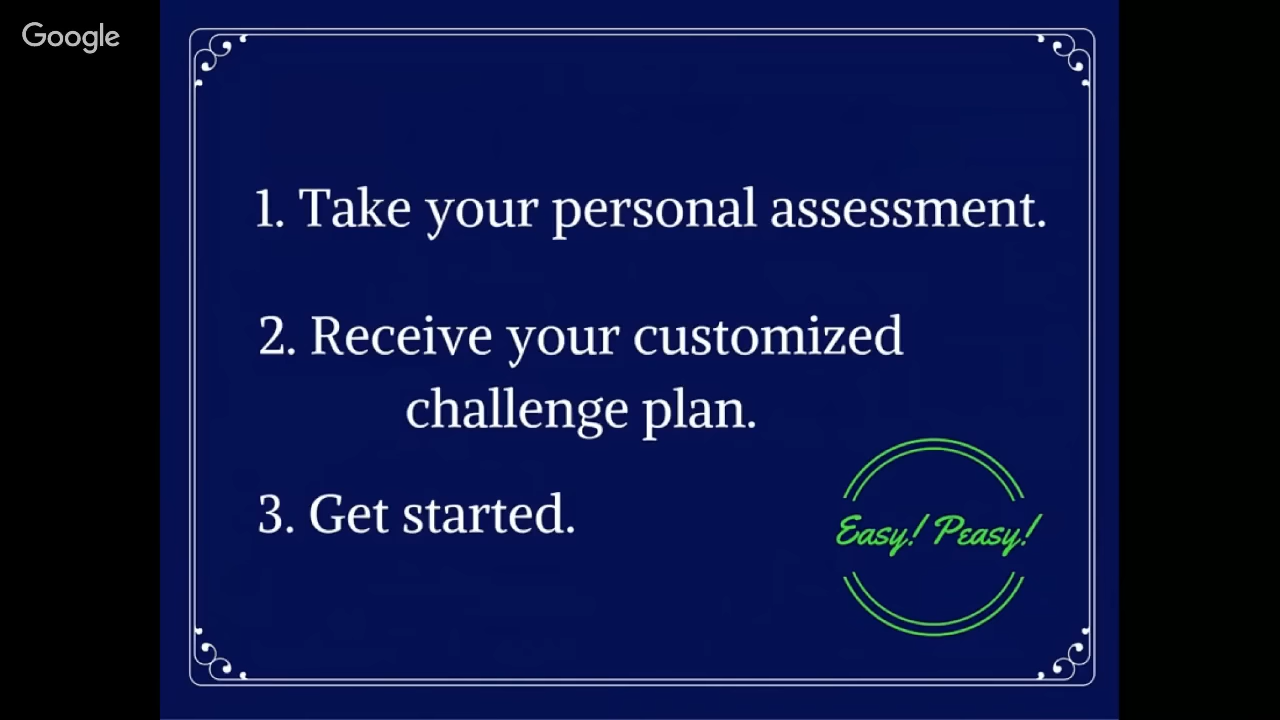 Google
1. Take your personal assessment.
2. Receive your customized
challenge plan.
3. Get started.
Easy! Peasy!